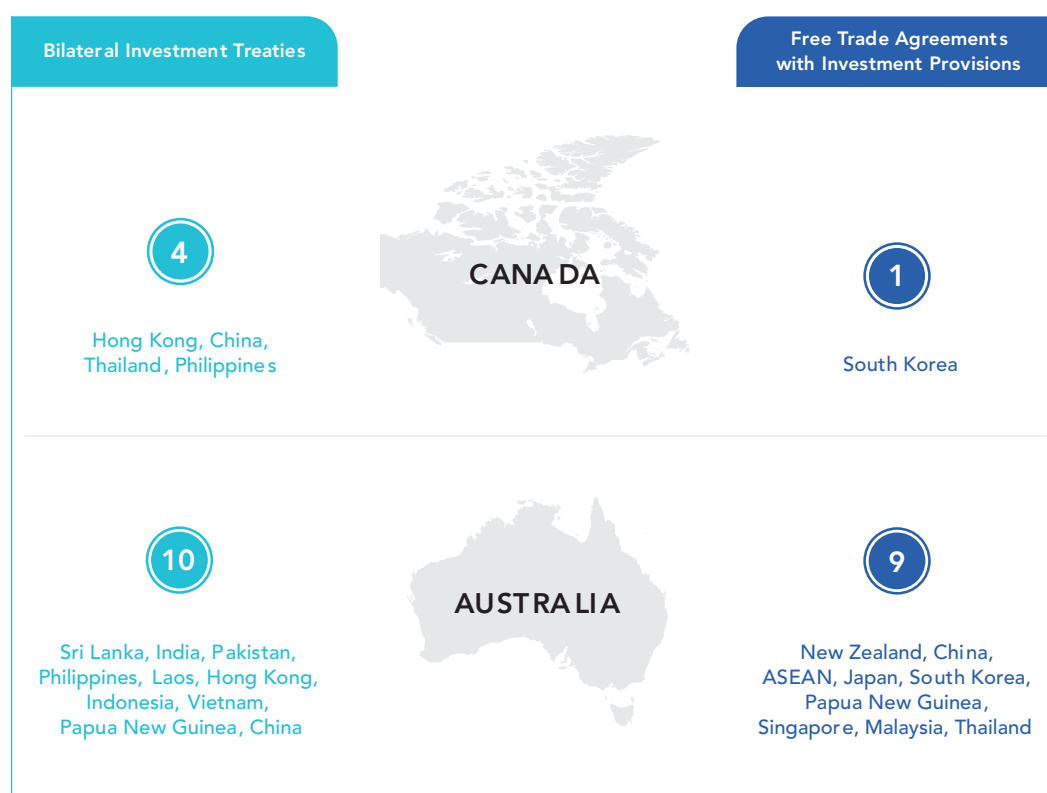 Bilateral Investment Treaties
Free Trade Agreements
with Investment Provisions
4
CANADA
1
Hong Kong, China,
Thailand, Philippines
South Korea
10
AUSTRALIA
9
Sri Lanka, India, Pakistan,
Philippines, Laos, Hong Kong,
Indonesia, Vietnam,
Papua New Guinea, China
New Zealand, China,
ASEAN, Japan, South Korea,
Papua New Guinea,
Singapore, Malaysia, Thailand